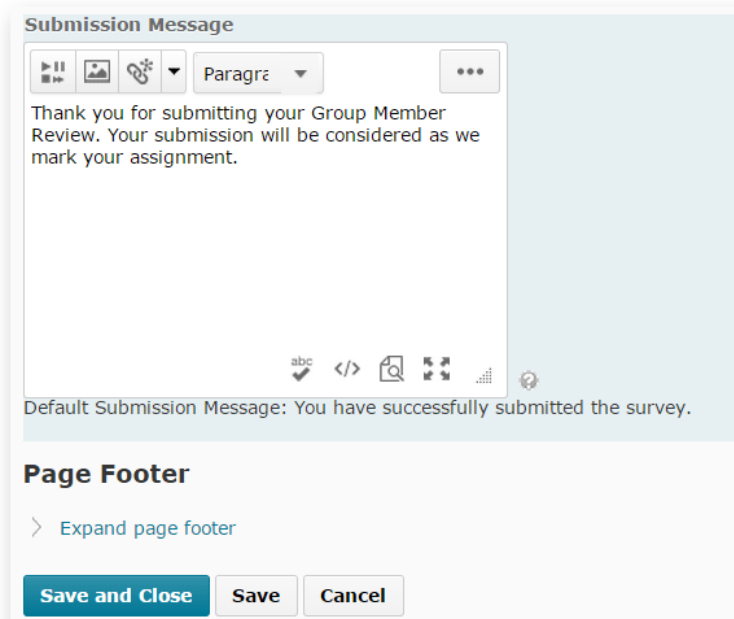 Submission Message
Paragra
Thank you for submitting your Group Member
Review. Your submission will be considered as we
mark your assignment.
abc
</>
Default Submission Message: You have successfully submitted the survey.
Page Footer
Expand page footer
Save and Close Save Cancel